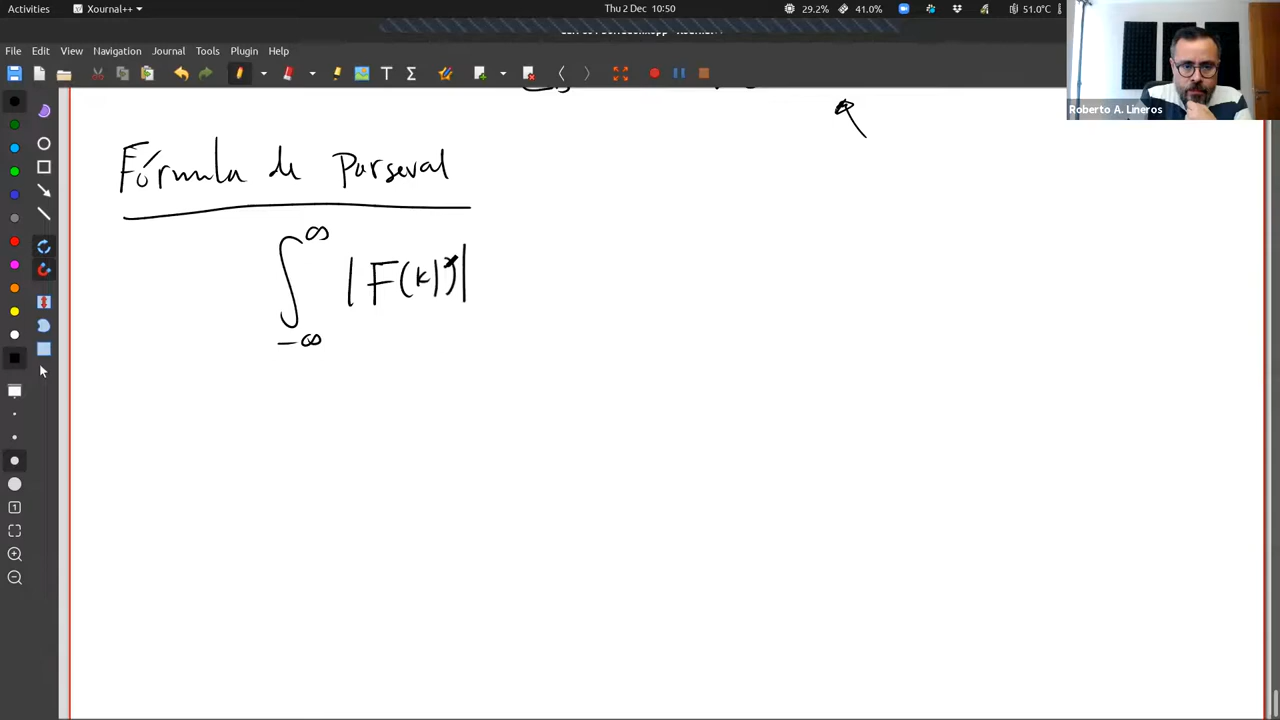 Activities Xournal++ Thu 2 Dec 10:50 29.2% 41.0% 51.0°C
File Edit View Navigation Journal Tools Plugin Help
Roberto A. Lineros
Fórmula de Parseval
∞
∫ | F(k)
-∞